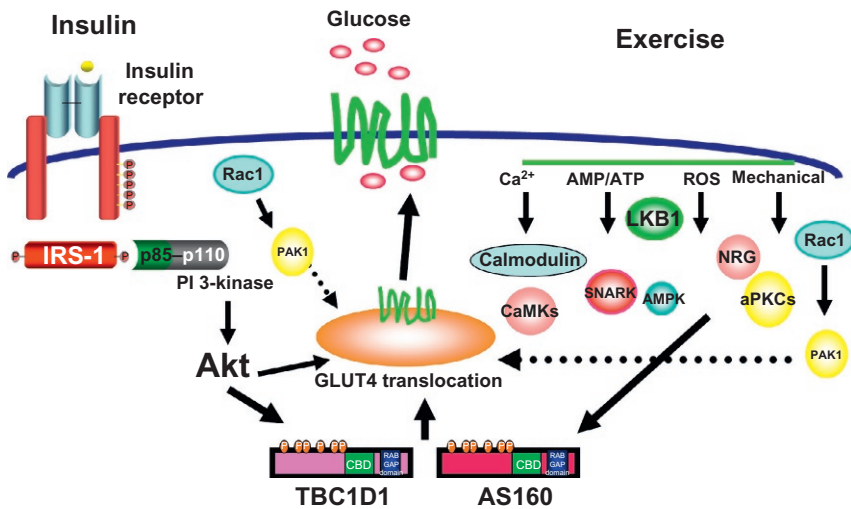 Insulin
Glucose
Exercise
Insulin
receptor
P
P
P
P
P
Rac1
PAK1
P
IRS-1
P
p85–p110
PI 3-kinase
Akt
GLUT4 translocation
Ca²⁺
AMP/ATP
ROS
Mechanical
LKB1
Calmodulin
CaMKs
SNARK
AMPK
NRG
aPKCs
Rac1
PAK1
P
P
P
P
P
P
CBD
RAB
GAP
domain
TBC1D1
P
P
P
P
P
P
CBD
RAB
GAP
domain
AS160